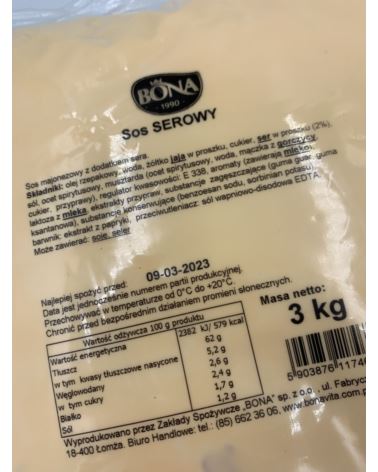 BONA
1990
Sos SEROWY
Sos majonezowy z dodatkiem sera.
Składniki: olej rzepakowy, woda, żółtko jaja w proszku, cukier, ser w proszku (2%),
sól, ocet spirytusowy, musztarda (ocet spirytusowy, woda, mączka z gorczycy,
cukier, przyprawy), regulator kwasowości: E 338, aromaty (zawierają mleko),
laktoza z mleka, ekstrakty przypraw, substancje zagęszczające (guma guar, guma
ksantanowa), substancje konserwujące (benzoesan sodu, sorbinian potasu),
barwnik: ekstrakt z papryki, przeciwutleniacz: sól wapniowo-disodowa EDTA.
Może zawierać: soję, seler
Najlepiej spożyć przed: 09-03-2023
Data jest jednocześnie numerem partii produkcyjnej.
Przechowywać w temperaturze od 0°C do +20°C.
Chronić przed bezpośrednim działaniem promieni słonecznych.
Masa netto:
3 kg
Wartość odżywcza 100 g produktu
Wartość energetyczna 2382 kJ/ 579 kcal
Tłuszcz 62 g
w tym kwasy tłuszczowe nasycone 5,2 g
Węglowodany 2,6 g
w tym cukry 2,4 g
Białko 1,7 g
Sól 1,2 g
5 903876 11746
Wyprodukowano przez Zakłady Spożywcze „BONA" sp. z o.o., ul. Fabryc
18-400 Łomża. Biuro Handlowe: tel.: (85) 662 36 06, www.bonavita.com.p